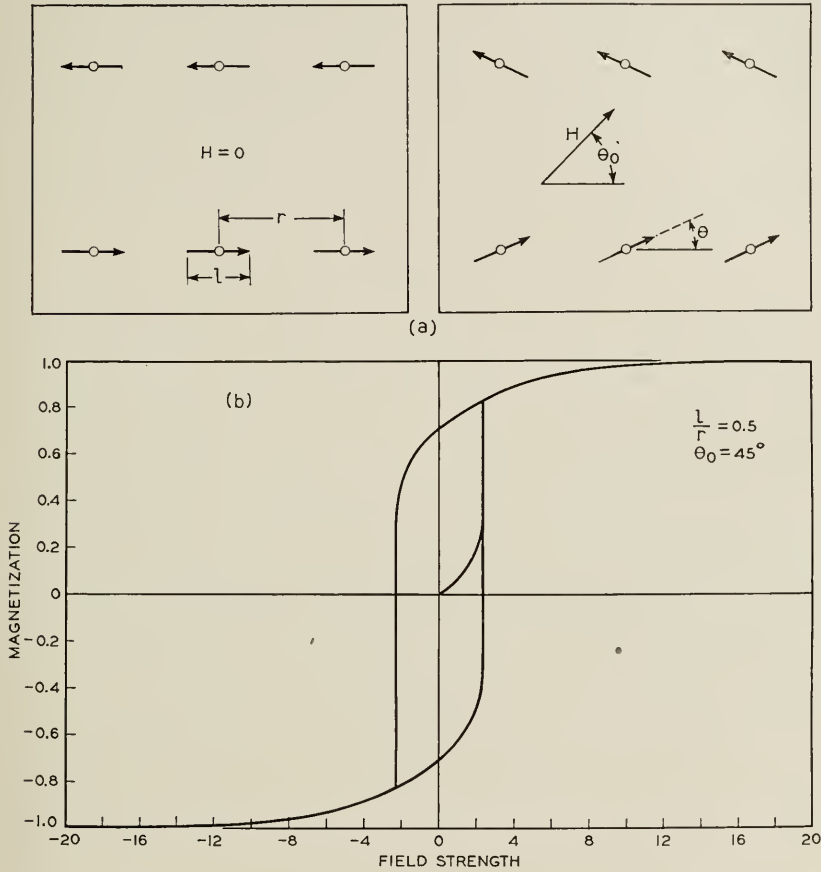 H = 0
r
l
H
θ0
θ
(a)
(b)
l/r = 0.5
θ0 = 45°
MAGNETIZATION
1.0
0.8
0.6
0.4
0.2
0
-0.2
-0.4
-0.6
-0.8
-1.0
-20 -16 -12 -8 -4 0 4 8 12 16 20
FIELD STRENGTH